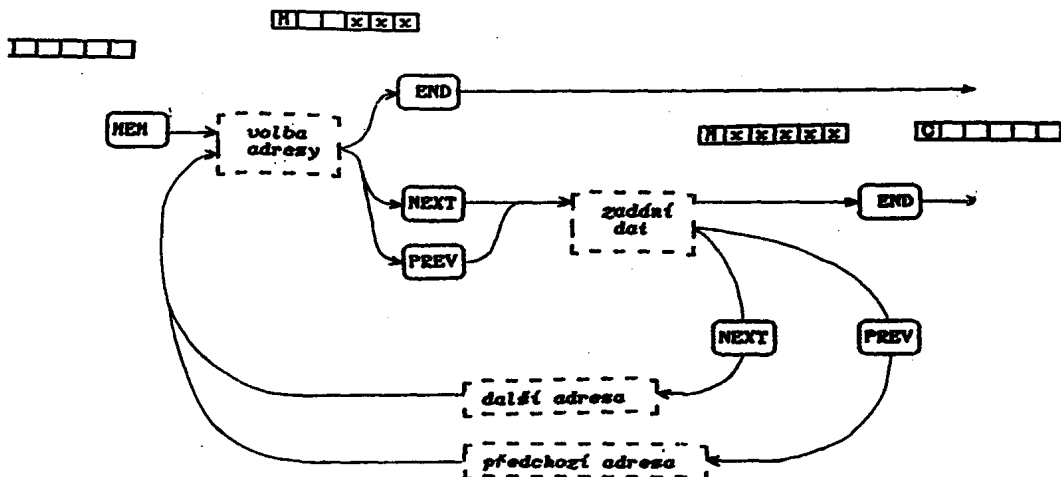 M x x x
END
MEM
volba
adresy
M x x x x x
C
NEXT
zadání
dat
END
PREV
NEXT
PREV
další adresa
předchozí adresa